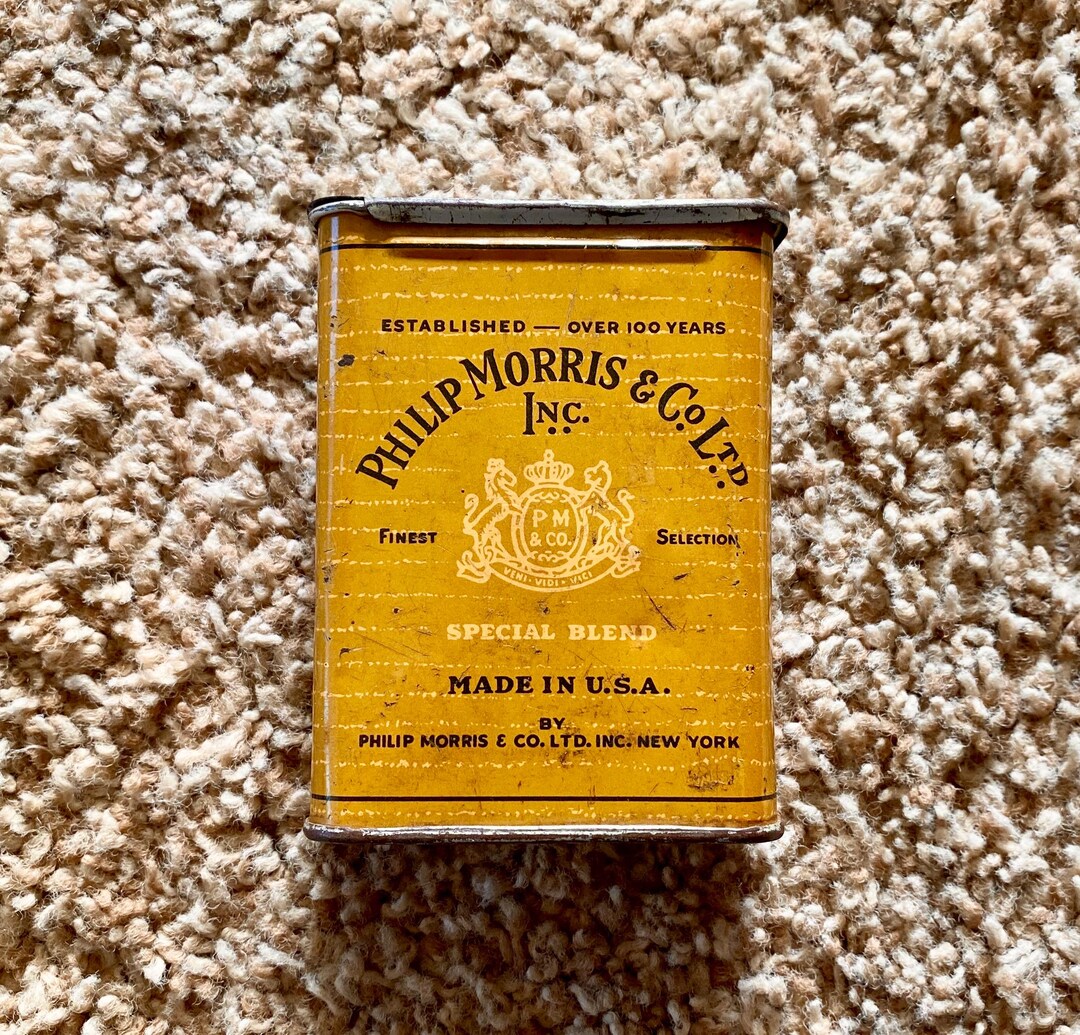 ESTABLISHED — OVER 100 YEARS
PHILIP MORRIS & CO. LTD.
INC.
P M
& CO.
FINEST SELECTION
VENI · VIDI · VICI
SPECIAL BLEND
MADE IN U.S.A.
BY
PHILIP MORRIS & CO. LTD. INC. NEW YORK